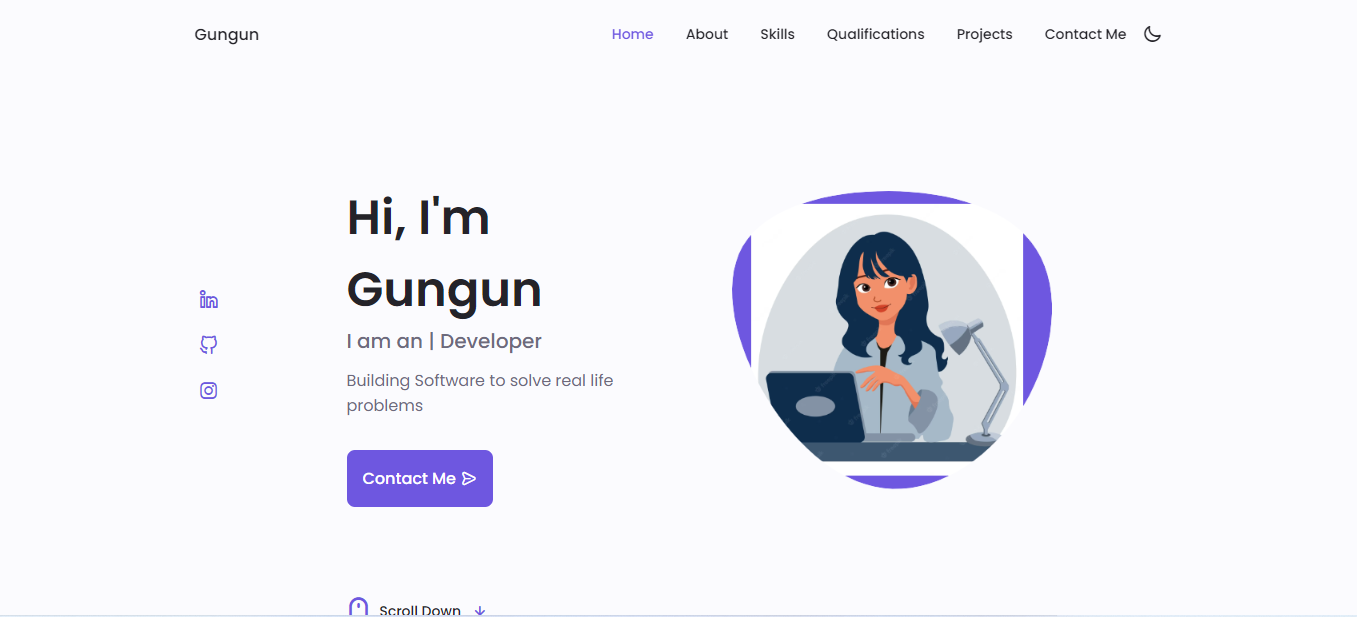 Gungun
Home About Skills Qualifications Projects Contact Me
Hi, I'm
Gungun
I am an | Developer
Building Software to solve real life
problems
Contact Me
Scroll Down